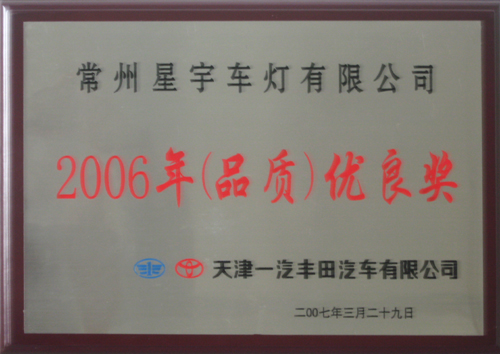 常州星宇车灯有限公司
2006年(品质)优良奖
天津一汽丰田汽车有限公司
二00七年三月二十九日